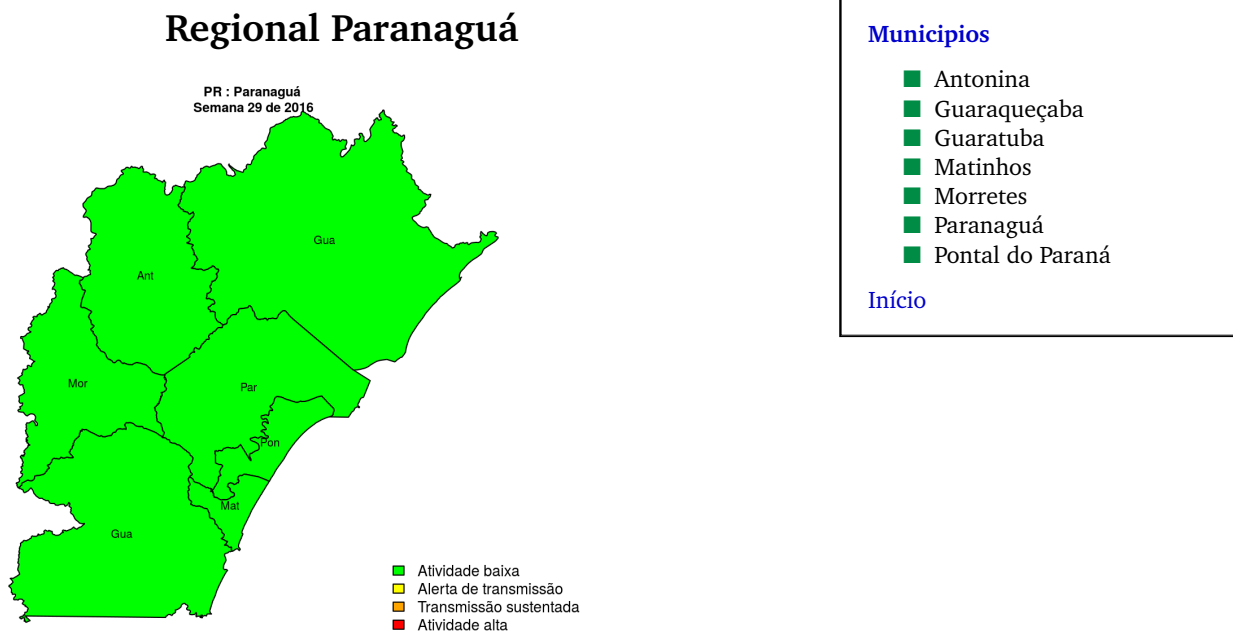 Regional Paranaguá
PR : Paranaguá
Semana 29 de 2016
Gua
Ant
Mor
Par
Pon
Mat
Gua
Atividade baixa
Alerta de transmissão
Transmissão sustentada
Atividade alta
Municipios
Antonina
Guaraqueçaba
Guaratuba
Matinhos
Morretes
Paranaguá
Pontal do Paraná
Início